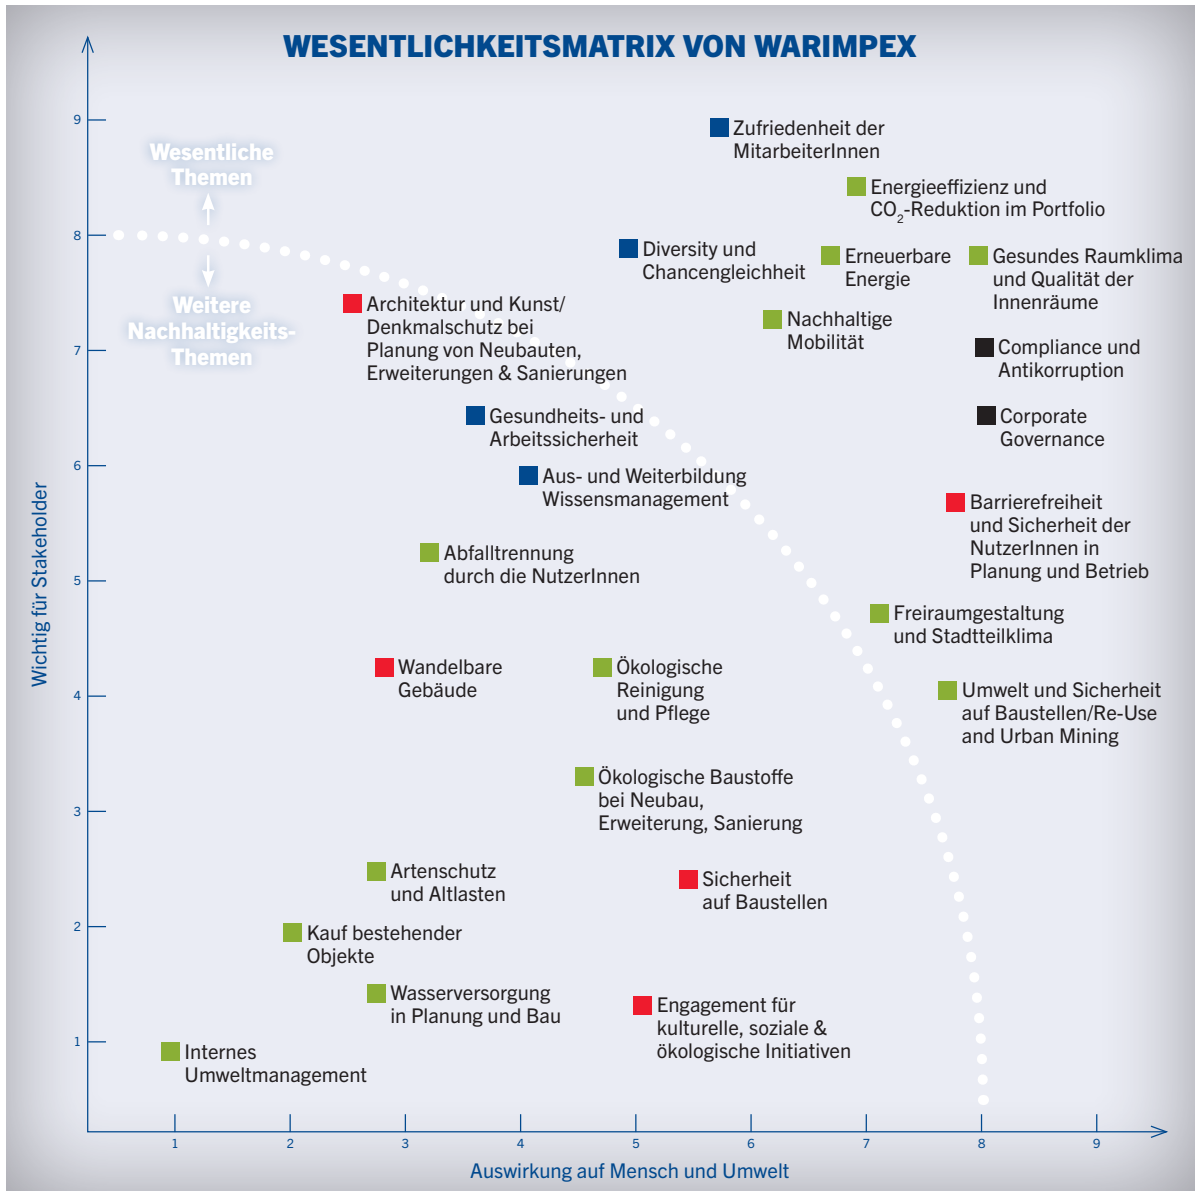 WESENTLICHKEITSMATRIX VON WARIMPEX
9
8
7
6
5
4
3
2
1
Wichtig für Stakeholder
Wesentliche
Themen
Weitere
Nachhaltigkeits-
Themen
Zufriedenheit der
MitarbeiterInnen
Energieeffizienz und
CO₂-Reduktion im Portfolio
Diversity und
Chancengleichheit
Erneuerbare
Energie
Gesundes Raumklima
und Qualität der
Innenräume
Architektur und Kunst/
Denkmalschutz bei
Planung von Neubauten,
Erweiterungen & Sanierungen
Nachhaltige
Mobilität
Compliance und
Antikorruption
Gesundheits- und
Arbeitssicherheit
Corporate
Governance
Aus- und Weiterbildung
Wissensmanagement
Barrierefreiheit
und Sicherheit der
NutzerInnen in
Planung und Betrieb
Abfalltrennung
durch die NutzerInnen
Freiraumgestaltung
und Stadtteilklima
Wandelbare
Gebäude
Ökologische
Reinigung
und Pflege
Umwelt und Sicherheit
auf Baustellen/Re-Use
and Urban Mining
Ökologische Baustoffe
bei Neubau,
Erweiterung, Sanierung
Artenschutz
und Altlasten
Sicherheit
auf Baustellen
Kauf bestehender
Objekte
Wasserversorgung
in Planung und Bau
Engagement für
kulturelle, soziale &
ökologische Initiativen
Internes
Umweltmanagement
1 2 3 4 5 6 7 8 9
Auswirkung auf Mensch und Umwelt